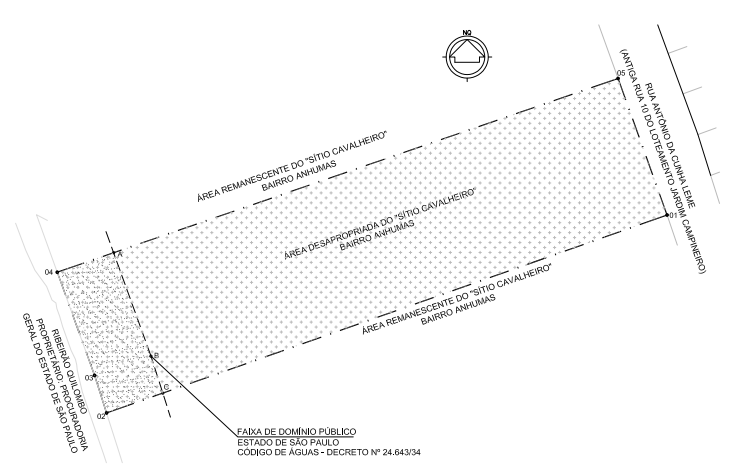 NQ
05
RUA ANTÔNIO DA CUNHA LEME
(ANTIGA RUA 10 DO LOTEAMENTO JARDIM CAMPINEIRO)
ÁREA REMANESCENTE DO "SÍTIO CAVALHEIRO"
BAIRRO ANHUMAS
ÁREA DESAPROPRIADA DO "SÍTIO CAVALHEIRO"
BAIRRO ANHUMAS
01
A
04
ÁREA REMANESCENTE DO "SÍTIO CAVALHEIRO"
BAIRRO ANHUMAS
RIBEIRÃO QUILOMBO
PROPRIETÁRIO: PROCURADORIA
GERAL DO ESTADO DE SÃO PAULO
B
03
C
02
FAIXA DE DOMÍNIO PÚBLICO
ESTADO DE SÃO PAULO
CÓDIGO DE ÁGUAS - DECRETO Nº 24.643/34